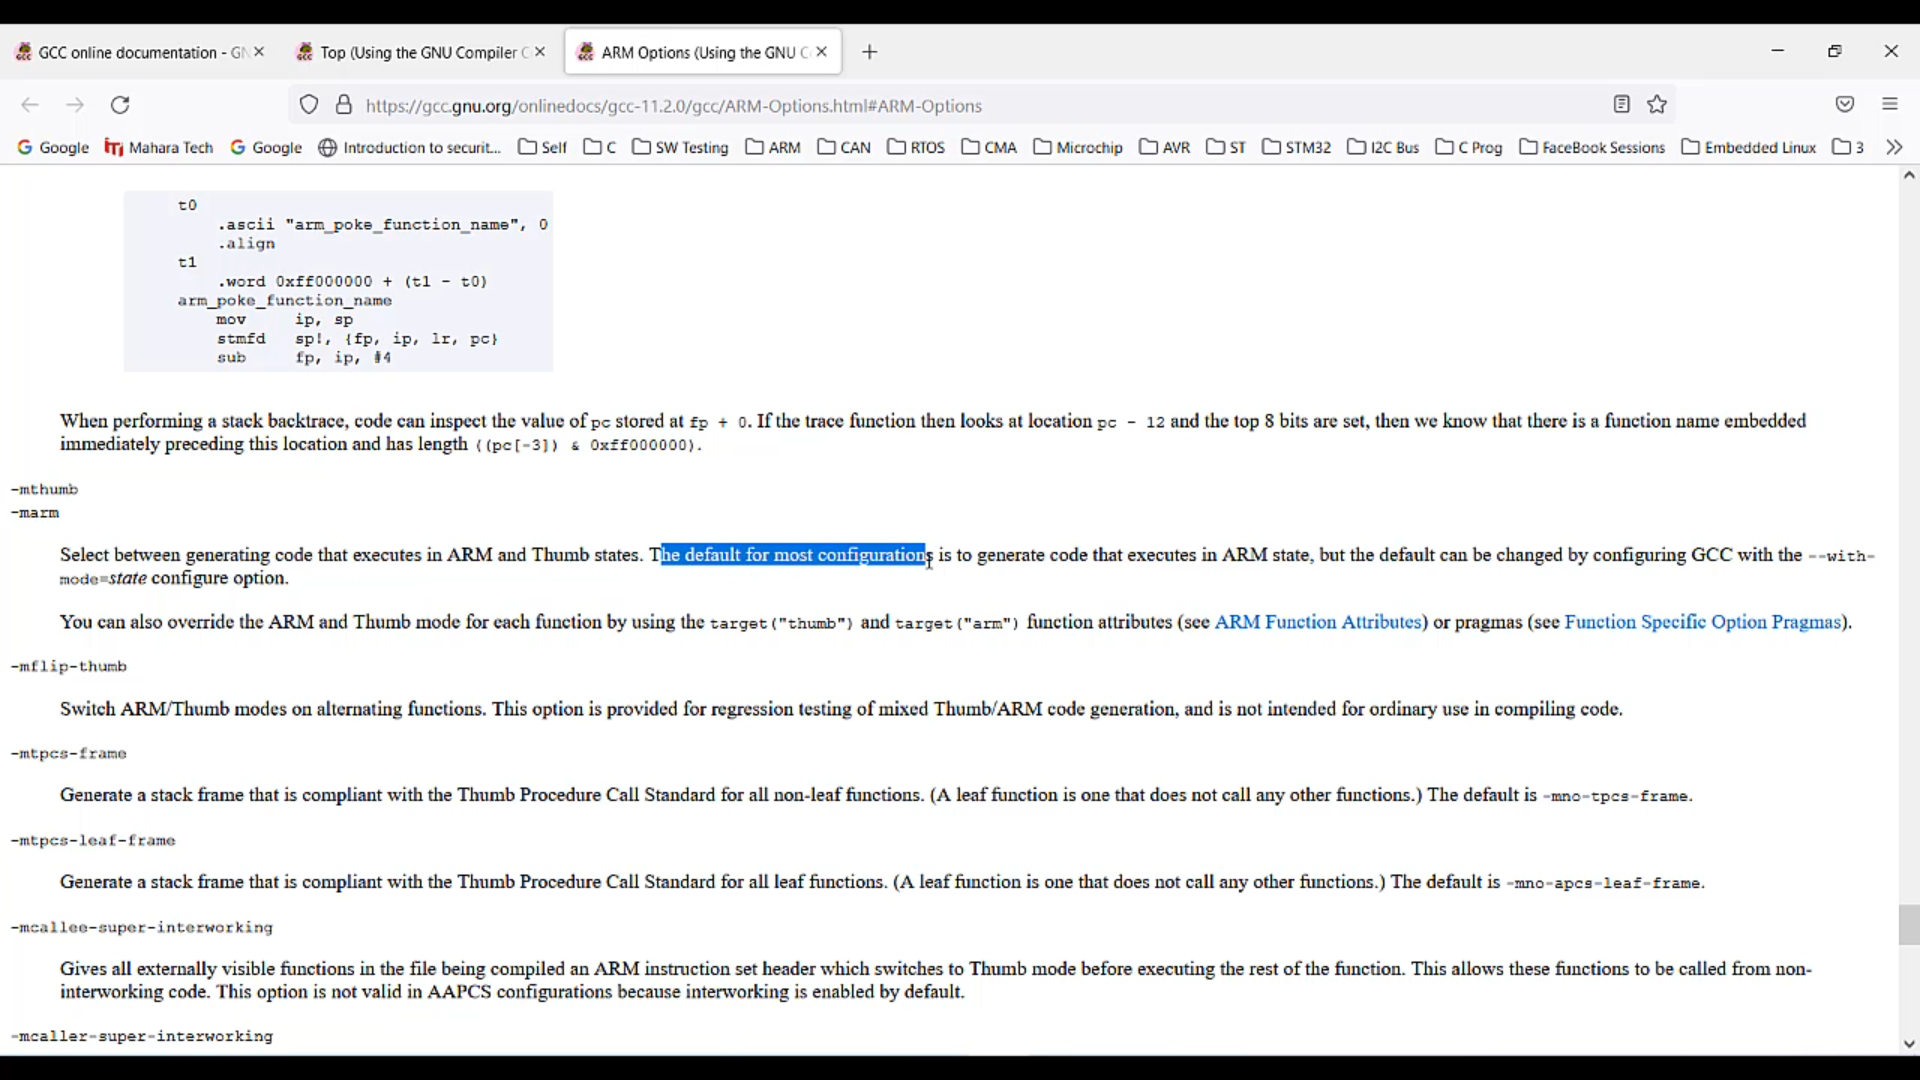 GCC online documentation - GN
Top (Using the GNU Compiler C
ARM Options (Using the GNU C
https://gcc.gnu.org/onlinedocs/gcc-11.2.0/gcc/ARM-Options.html#ARM-Options
Google Mahara Tech Google Introduction to securit... Self C SW Testing ARM CAN RTOS CMA Microchip AVR ST STM32 I2C Bus C Prog FaceBook Sessions Embedded Linux 3
t0
.ascii "arm_poke_function_name", 0
.align
t1
.word 0xff000000 + (t1 - t0)
arm_poke_function_name
mov ip, sp
stmfd sp!, {fp, ip, lr, pc}
sub fp, ip, #4
When performing a stack backtrace, code can inspect the value of pc stored at fp + 0. If the trace function then looks at location pc - 12 and the top 8 bits are set, then we know that there is a function name embedded
immediately preceding this location and has length ((pc[-3]) & 0xff000000).
-mthumb
-marm
Select between generating code that executes in ARM and Thumb states. The default for most configurations is to generate code that executes in ARM state, but the default can be changed by configuring GCC with the --with-
mode=state configure option.
You can also override the ARM and Thumb mode for each function by using the target("thumb") and target("arm") function attributes (see ARM Function Attributes) or pragmas (see Function Specific Option Pragmas).
-mflip-thumb
Switch ARM/Thumb modes on alternating functions. This option is provided for regression testing of mixed Thumb/ARM code generation, and is not intended for ordinary use in compiling code.
-mtpcs-frame
Generate a stack frame that is compliant with the Thumb Procedure Call Standard for all non-leaf functions. (A leaf function is one that does not call any other functions.) The default is -mno-tpcs-frame.
-mtpcs-leaf-frame
Generate a stack frame that is compliant with the Thumb Procedure Call Standard for all leaf functions. (A leaf function is one that does not call any other functions.) The default is -mno-apcs-leaf-frame.
-mcallee-super-interworking
Gives all externally visible functions in the file being compiled an ARM instruction set header which switches to Thumb mode before executing the rest of the function. This allows these functions to be called from non-
interworking code. This option is not valid in AAPCS configurations because interworking is enabled by default.
-mcaller-super-interworking